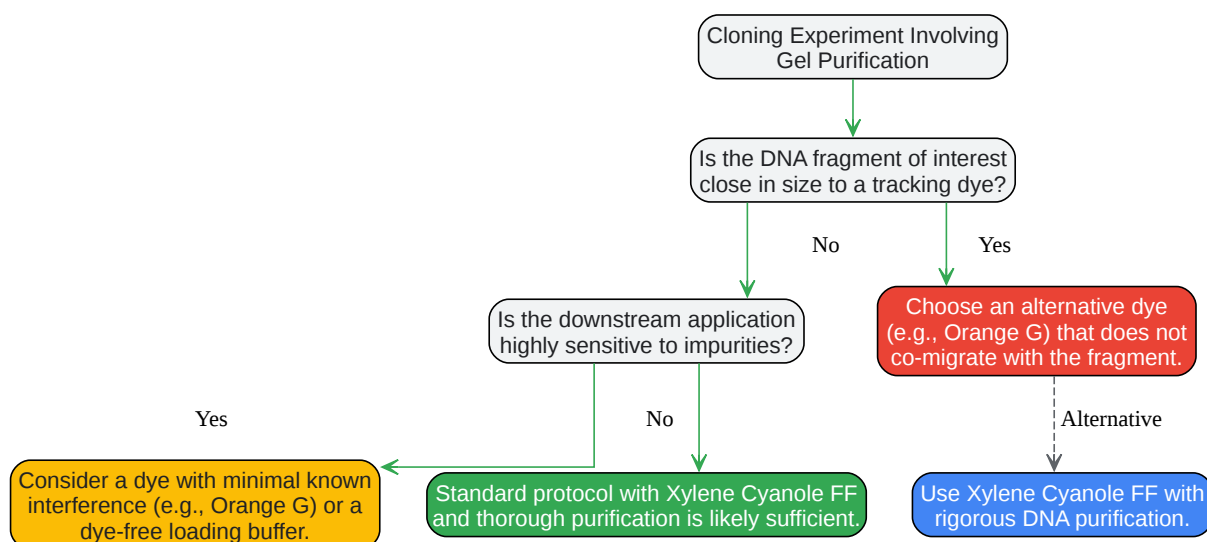 Cloning Experiment Involving
Gel Purification
Is the DNA fragment of interest
close in size to a tracking dye?
No
Yes
Is the downstream application
highly sensitive to impurities?
Choose an alternative dye
(e.g., Orange G) that does not
co-migrate with the fragment.
Yes
No
Alternative
Consider a dye with minimal known
interference (e.g., Orange G) or a
dye-free loading buffer.
Standard protocol with Xylene Cyanole FF
and thorough purification is likely sufficient.
Use Xylene Cyanole FF with
rigorous DNA purification.